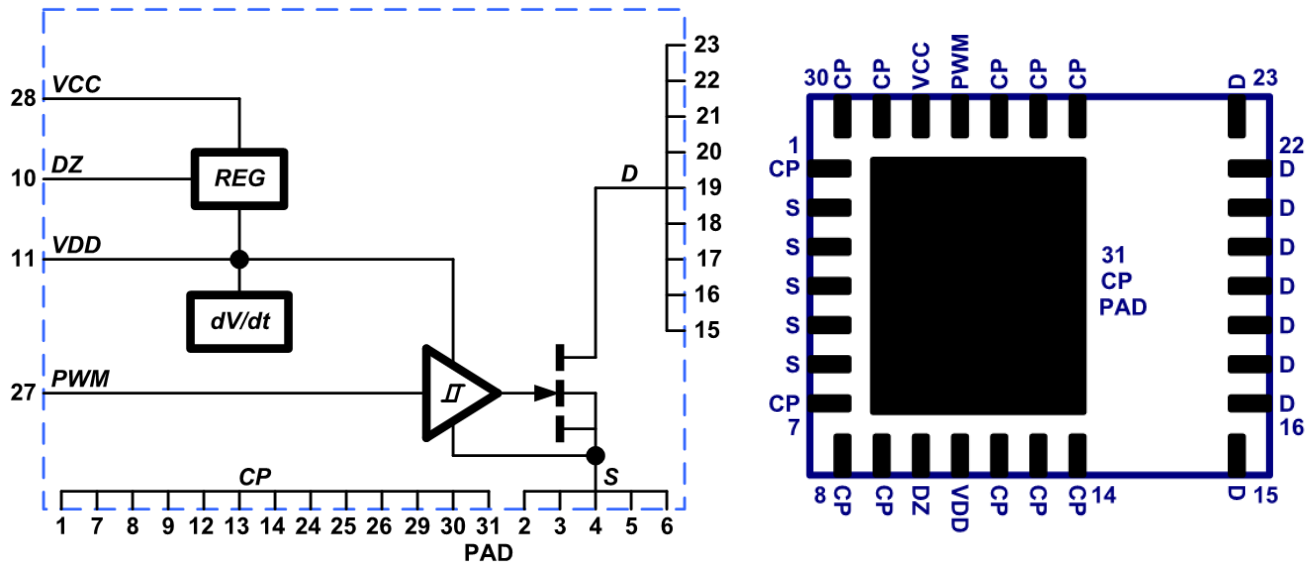 23
22
28 VCC
21
20
10 DZ REG D 19
18
11 VDD 17
16
dV/dt 15
27 PWM
CP S
1 7 8 9 12 13 14 24 25 26 29 30 31 2 3 4 5 6
PAD
30 CP CP VCC PWM CP CP CP D 23
1 22
CP D
S D
S D
S D
S D
S D
CP D
7 16
31
CP
PAD
8 CP CP DZ VDD CP CP CP 14 D 15